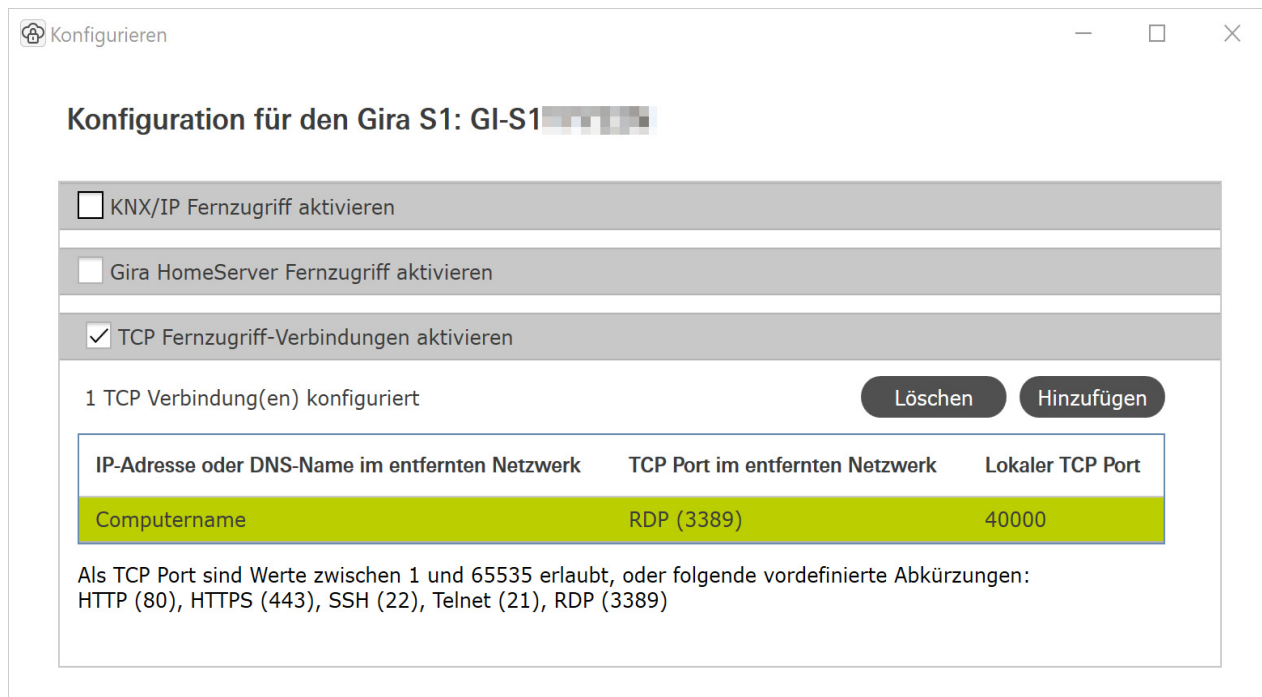 Konfigurieren
Konfiguration für den Gira S1: GI-S1
KNX/IP Fernzugriff aktivieren
Gira HomeServer Fernzugriff aktivieren
TCP Fernzugriff-Verbindungen aktivieren
1 TCP Verbindung(en) konfiguriert Löschen Hinzufügen
IP-Adresse oder DNS-Name im entfernten Netzwerk TCP Port im entfernten Netzwerk Lokaler TCP Port
Computername RDP (3389) 40000
Als TCP Port sind Werte zwischen 1 und 65535 erlaubt, oder folgende vordefinierte Abkürzungen:
HTTP (80), HTTPS (443), SSH (22), Telnet (21), RDP (3389)